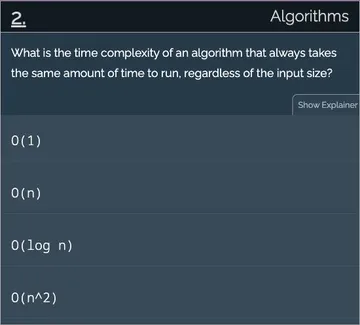 2. Algorithms
What is the time complexity of an algorithm that always takes
the same amount of time to run, regardless of the input size?
Show Explainer
O(1)
O(n)
O(log n)
O(n^2)